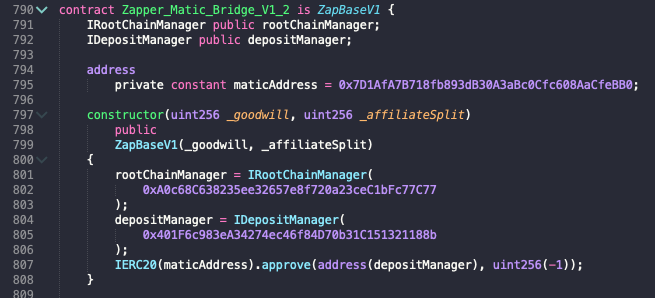 790 contract Zapper_Matic_Bridge_V1_2 is ZapBaseV1 {
791 IRootChainManager public rootChainManager;
792 IDepositManager public depositManager;
793
794 address
795 private constant maticAddress = 0x7D1AfA7B718fb893dB30A3aBc0Cfc608AaCfeBB0;
796
797 constructor(uint256 _goodwill, uint256 _affiliateSplit)
798 public
799 ZapBaseV1(_goodwill, _affiliateSplit)
800 {
801 rootChainManager = IRootChainManager(
802 0xA0c68C638235ee32657e8f720a23ceC1bFc77C77
803 );
804 depositManager = IDepositManager(
805 0x401F6c983eA34274ec46f84D70b31C151321188b
806 );
807 IERC20(maticAddress).approve(address(depositManager), uint256(-1));
808 }
809